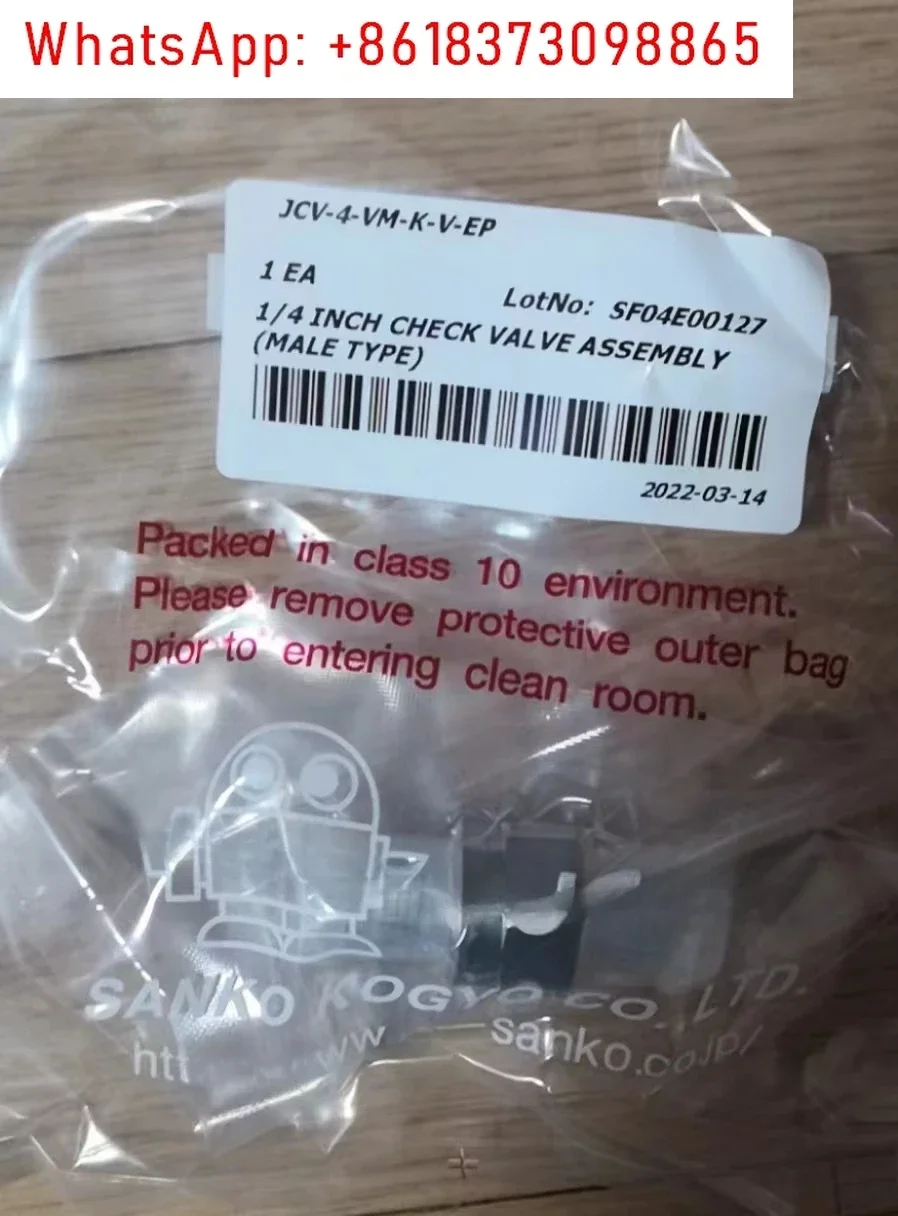 WhatsApp: +8618373098865
JCV-4-VM-K-V-EP
1 EA
LotNo: SF04E00127
1/4 INCH CHECK VALVE ASSEMBLY
(MALE TYPE)
2022-03-14
Packed in class 10 environment.
Please remove protective outer bag
prior to entering clean room.
SANKO KOGYO CO., LTD.
sanko.co.jp/